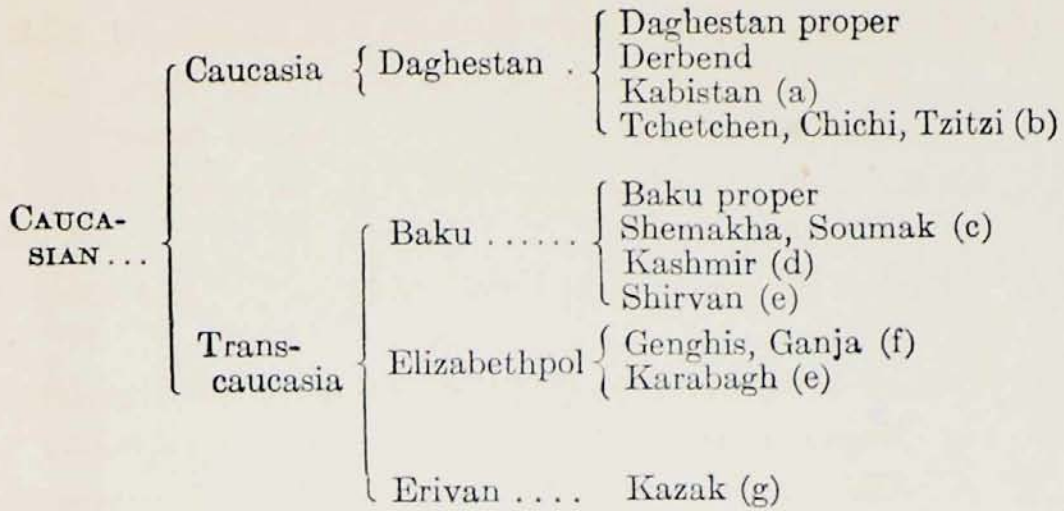 Daghestan proper
Caucasia { Daghestan . Derbend
Kabistan (a)
Tchetchen, Chichi, Tzitzi (b)
CAUCA-
SIAN ...
Baku proper
Baku ...... Shemakha, Soumak (c)
Kashmir (d)
Shirvan (e)
Trans-
caucasia
Elizabethpol
Genghis, Ganja (f)
Karabagh (e)
Erivan .... Kazak (g)